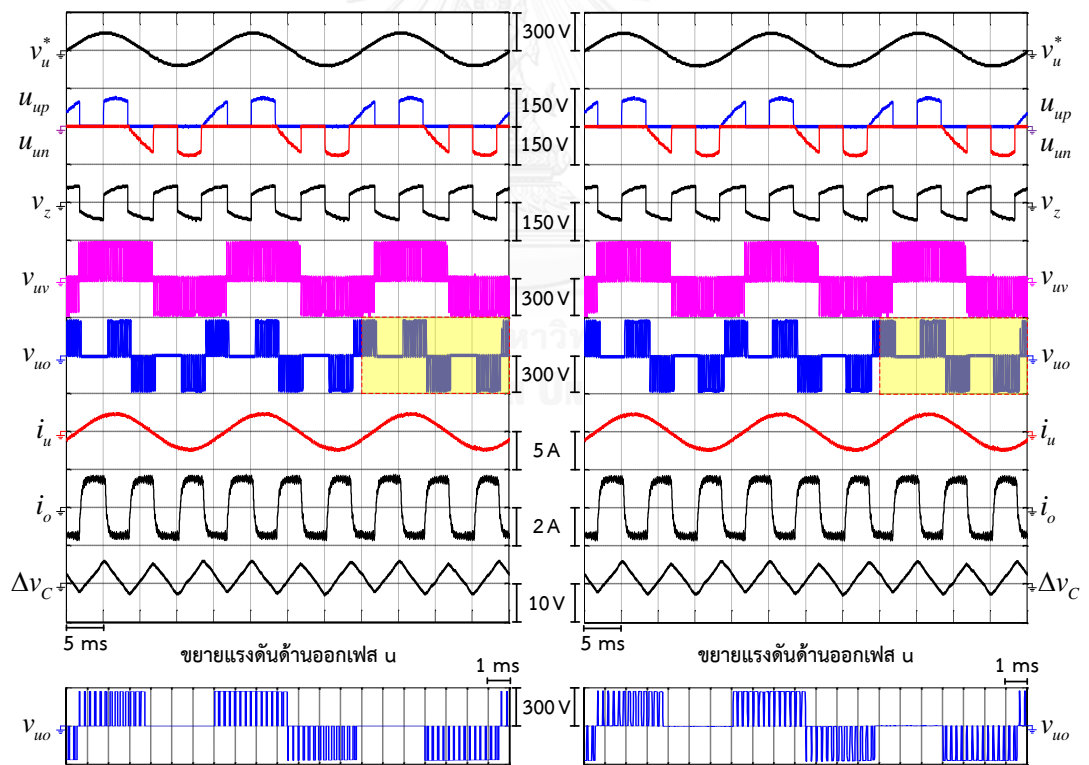 v*u 300 V v*u
uup 150 V uup
uun 150 V uun
vz 150 V vz
vuv 300 V vuv
vuo 300 V vuo
iu 5 A iu
io 2 A io
ΔvC 10 V ΔvC
5 ms 5 ms
ขยายแรงดันด้านออกเฟส u 1 ms ขยายแรงดันด้านออกเฟส u 1 ms
vuo 300 V vuo